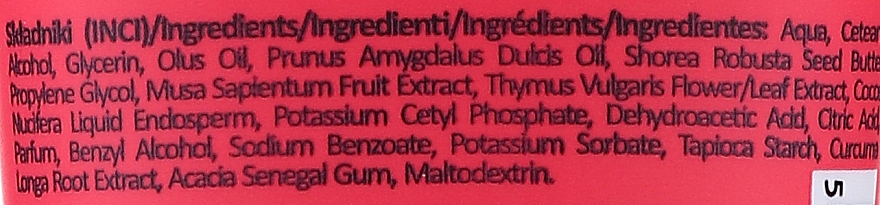 Składniki (INCI)/Ingredients/Ingredienti/Ingrédients/Ingredientes: Aqua, Cetear
Alcohol, Glycerin, Olus Oil, Prunus Amygdalus Dulcis Oil, Shorea Robusta Seed Butte
Propylene Glycol, Musa Sapientum Fruit Extract, Thymus Vulgaris Flower/Leaf Extract, Coco
Nucifera Liquid Endosperm, Potassium Cetyl Phosphate, Dehydroacetic Acid, Citric Acid
Parfum, Benzyl Alcohol, Sodium Benzoate, Potassium Sorbate, Tapioca Starch, Curcuma
Longa Root Extract, Acacia Senegal Gum, Maltodextrin.
5